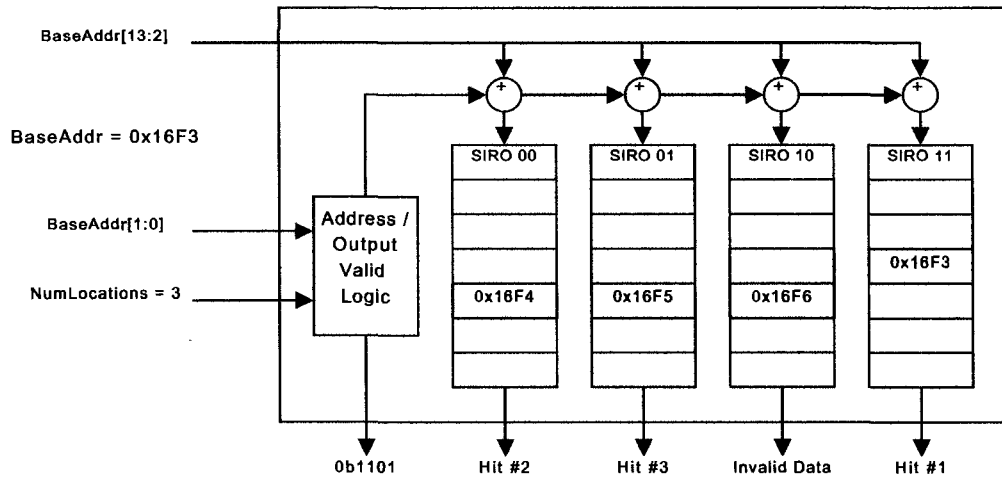 BaseAddr[13:2]
+ + + +
BaseAddr = 0x16F3
SIRO 00 SIRO 01 SIRO 10 SIRO 11
BaseAddr[1:0]
Address /
Output
Valid
Logic
0x16F3
NumLocations = 3
0x16F4 0x16F5 0x16F6
0b1101 Hit #2 Hit #3 Invalid Data Hit #1